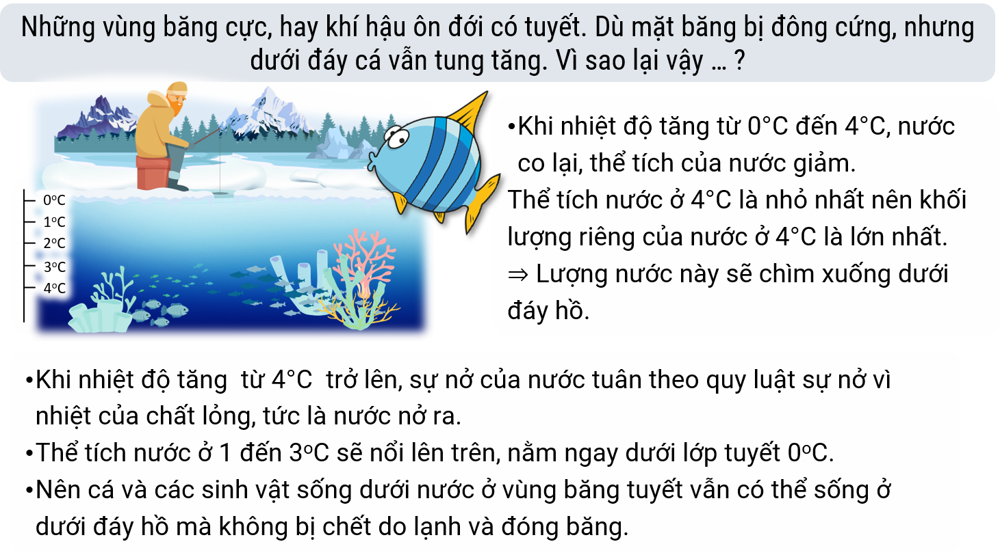 Những vùng băng cực, hay khí hậu ôn đới có tuyết. Dù mặt băng bị đông cứng, nhưng
dưới đáy cá vẫn tung tăng. Vì sao lại vậy ... ?
0°C
1°C
2°C
3°C
4°C
•Khi nhiệt độ tăng từ 0°C đến 4°C, nước
co lại, thể tích của nước giảm.
Thể tích nước ở 4°C là nhỏ nhất nên khối
lượng riêng của nước ở 4°C là lớn nhất.
⇒ Lượng nước này sẽ chìm xuống dưới
đáy hồ.
•Khi nhiệt độ tăng từ 4°C trở lên, sự nở của nước tuân theo quy luật sự nở vì
nhiệt của chất lỏng, tức là nước nở ra.
•Thể tích nước ở 1 đến 3°C sẽ nổi lên trên, nằm ngay dưới lớp tuyết 0°C.
•Nên cá và các sinh vật sống dưới nước ở vùng băng tuyết vẫn có thể sống ở
dưới đáy hồ mà không bị chết do lạnh và đóng băng.